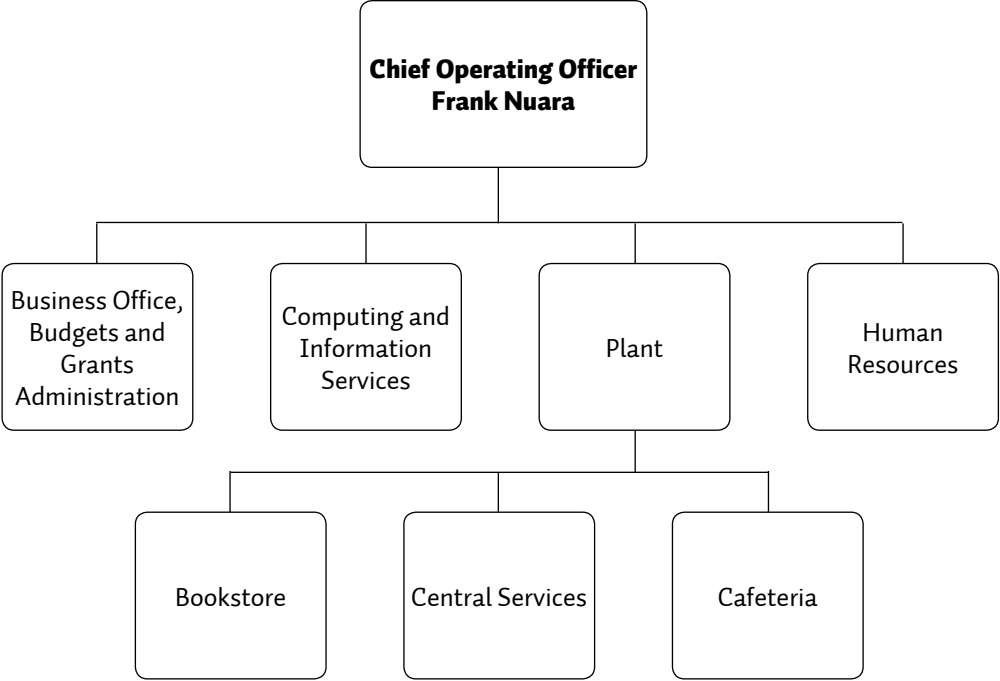 Chief Operating Officer
Frank Nuara
Business Office,
Budgets and
Grants
Administration
Computing and
Information
Services
Plant
Human
Resources
Bookstore
Central Services
Cafeteria